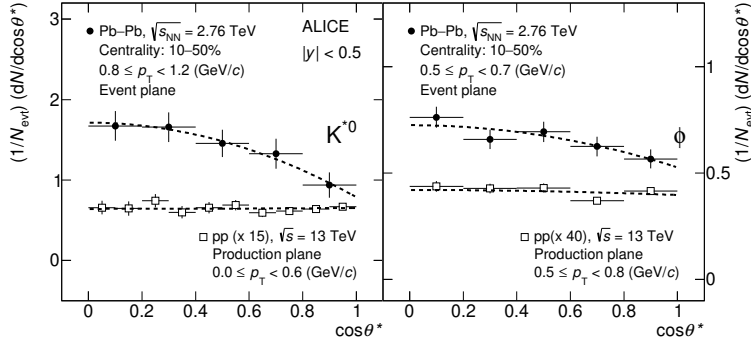 (1/N_evt) (dN/dcosθ*)
3
2
1
0
● Pb–Pb, √s_NN = 2.76 TeV
Centrality: 10–50%
0.8 ≤ p_T < 1.2 (GeV/c)
Event plane
ALICE
|y| < 0.5
K*0
□ pp (x 15), √s = 13 TeV
Production plane
0.0 ≤ p_T < 0.6 (GeV/c)
0 0.2 0.4 0.6 0.8 1
cosθ*
● Pb–Pb, √s_NN = 2.76 TeV
Centrality: 10–50%
0.5 ≤ p_T < 0.7 (GeV/c)
Event plane
ϕ
□ pp(x 40), √s = 13 TeV
Production plane
0.5 ≤ p_T < 0.8 (GeV/c)
0 0.2 0.4 0.6 0.8 1
cosθ*
1
0.5
0
(1/N_evt) (dN/dcosθ*)